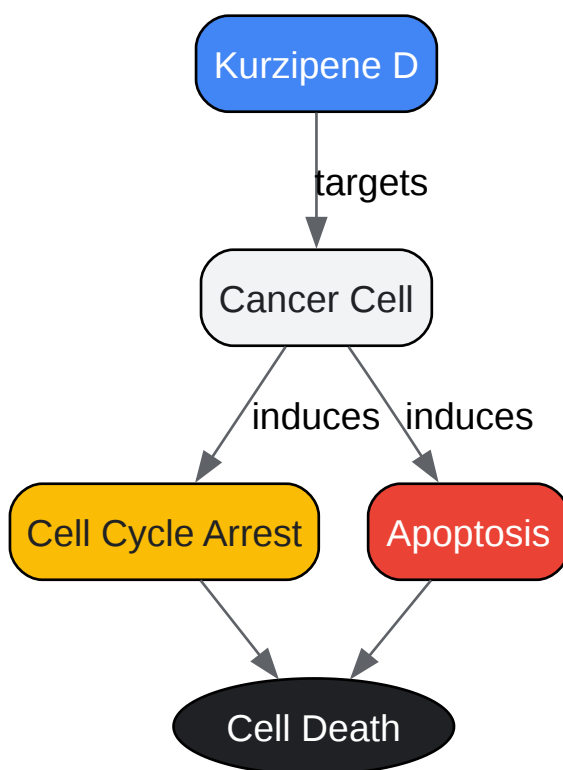 Kurzipene D
targets
Cancer Cell
induces
induces
Cell Cycle Arrest
Apoptosis
Cell Death